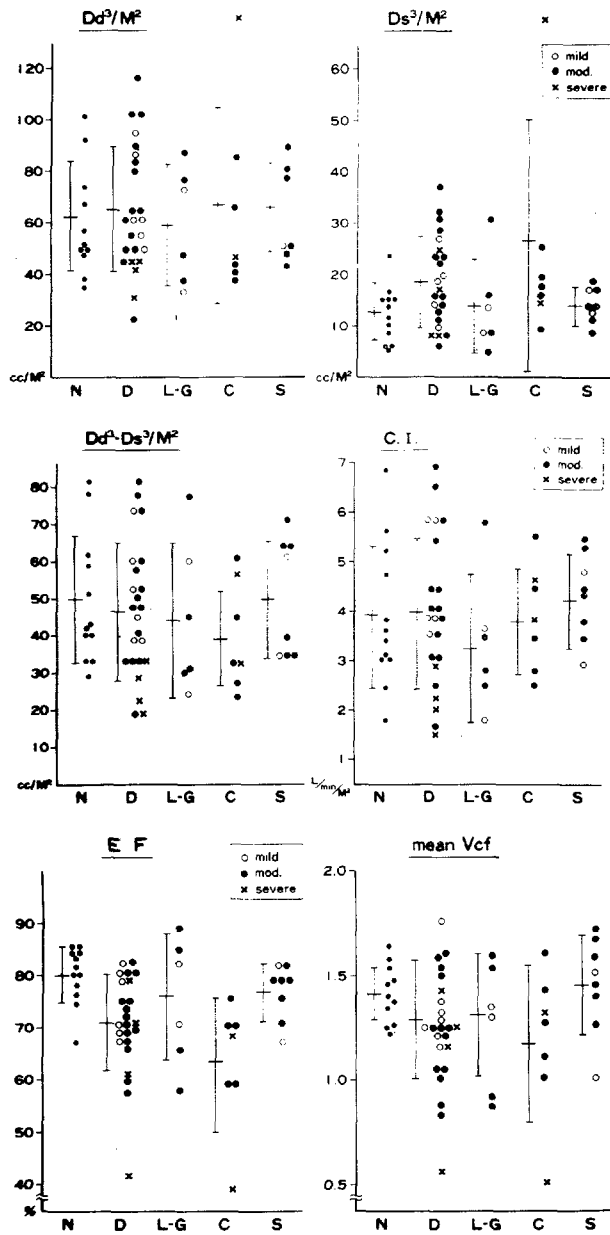 Dd³/M²
120
100
80
60
40
20
cc/M²
N D L-G C S
Ds³/M²
○ mild
● mod.
× severe
60
50
40
30
20
10
cc/M²
N D L-G C S
Dd³-Ds³/M²
80
70
60
50
40
30
20
10
cc/M²
N D L-G C S
C. I.
○ mild
● mod.
× severe
7
6
5
4
3
2
1
L/min/M²
N D L-G C S
E F
○ mild
● mod.
× severe
90
80
70
60
50
40
%
N D L-G C S
mean Vcf
2.0
1.5
1.0
0.5
N D L-G C S